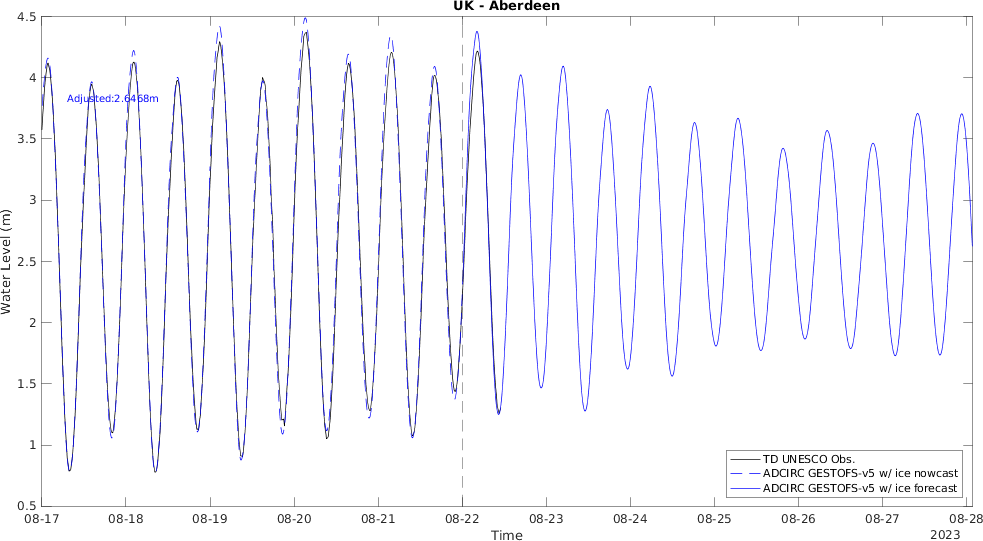 UK - Aberdeen
4.5
4
3.5
3
2.5
2
1.5
1
0.5
Water Level (m)
Adjusted:2.6468m
TD UNESCO Obs.
ADCIRC GESTOFS-v5 w/ ice nowcast
ADCIRC GESTOFS-v5 w/ ice forecast
08-17 08-18 08-19 08-20 08-21 08-22 08-23 08-24 08-25 08-26 08-27 08-28
Time
2023